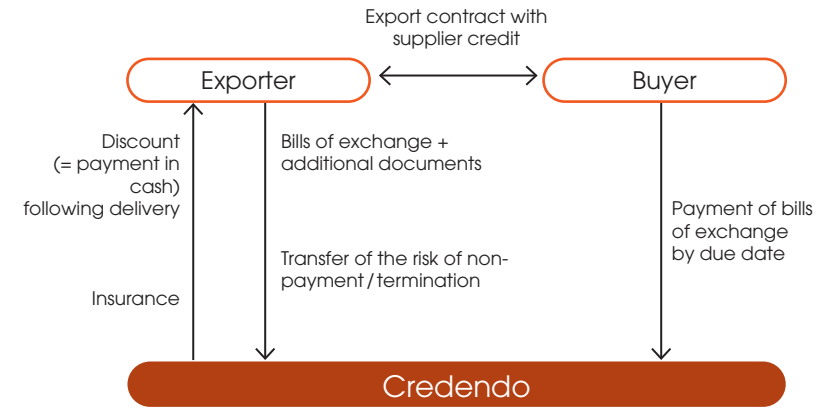 Export contract with
supplier credit
Exporter
Buyer
Discount
(= payment in
cash)
following delivery
Bills of exchange +
additional documents
Payment of bills
of exchange
by due date
Transfer of the risk of non-
payment/termination
Insurance
Credendo